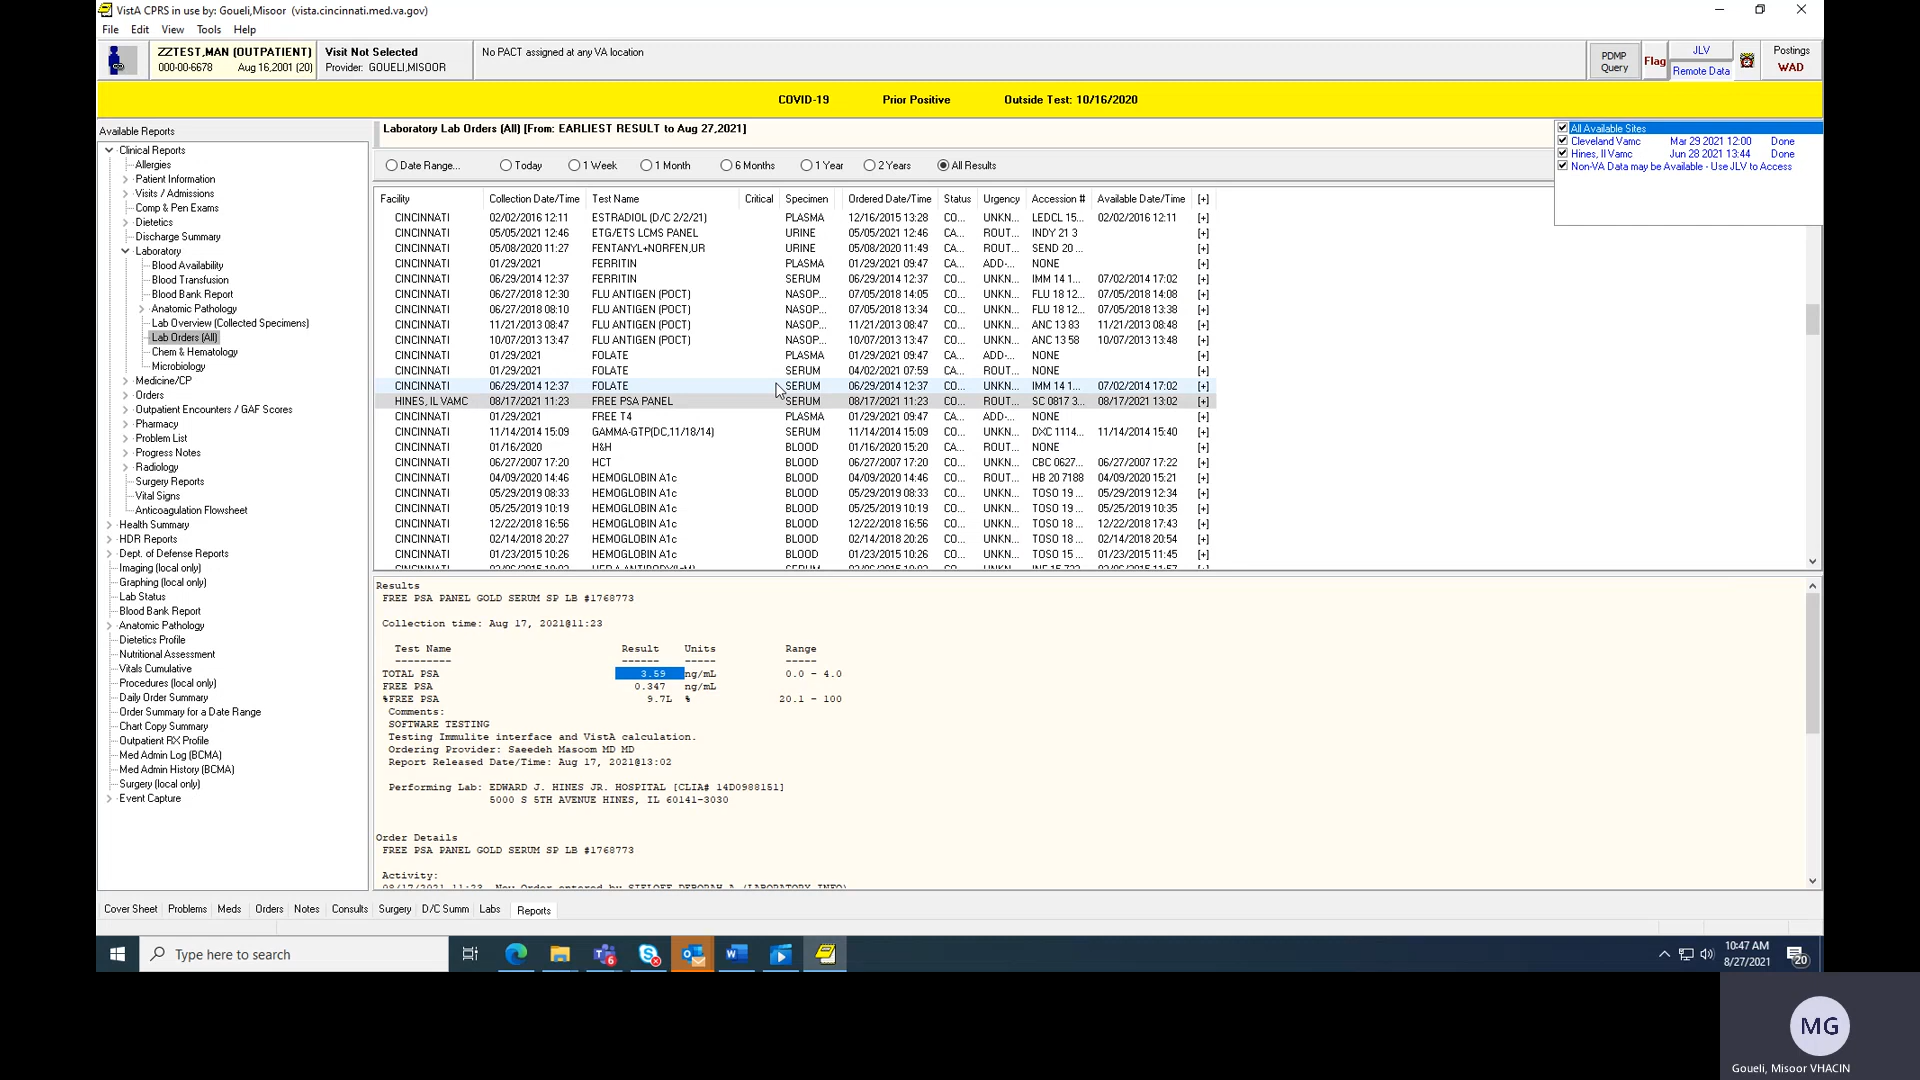 VistA CPRS in use by: Goueli,Misoor (vista.cincinnati.med.va.gov)
File Edit View Tools Help
ZZTEST,MAN (OUTPATIENT)
000-00-6678 Aug 16,2001 (20)
Visit Not Selected
Provider: GOUELI,MISOOR
No PACT assigned at any VA location
PDMP Query
Flag
JLV
Remote Data
Postings
WAD
COVID-19 Prior Positive Outside Test: 10/16/2020
Available Reports
Clinical Reports
Allergies
Patient Information
Visits / Admissions
Comp & Pen Exams
Dietetics
Discharge Summary
Laboratory
Blood Availability
Blood Transfusion
Blood Bank Report
Anatomic Pathology
Lab Overview (Collected Specimens)
Lab Orders (All)
Chem & Hematology
Microbiology
Medicine/CP
Orders
Outpatient Encounters / GAF Scores
Pharmacy
Problem List
Progress Notes
Radiology
Surgery Reports
Vital Signs
Anticoagulation Flowsheet
Health Summary
HDR Reports
Dept. of Defense Reports
Imaging (local only)
Graphing (local only)
Lab Status
Blood Bank Report
Anatomic Pathology
Dietetics Profile
Nutritional Assessment
Vitals Cumulative
Procedures (local only)
Daily Order Summary
Order Summary for a Date Range
Chart Copy Summary
Outpatient RX Profile
Med Admin Log (BCMA)
Med Admin History (BCMA)
Surgery (local only)
Event Capture
Laboratory Lab Orders (All) [From: EARLIEST RESULT to Aug 27,2021]
Date Range... Today 1 Week 1 Month 6 Months 1 Year 2 Years All Results
All Available Sites
Cleveland Vamc Mar 29 2021 12:00 Done
Hines, Il Vamc Jun 28 2021 13:44 Done
Non-VA Data may be Available - Use JLV to Access
Facility Collection Date/Time Test Name Critical Specimen Ordered Date/Time Status Urgency Accession # Available Date/Time [+]
CINCINNATI 02/02/2016 12:11 ESTRADIOL (D/C 2/2/21) PLASMA 12/16/2015 13:28 CO... UNKN... LEDCL 15... 02/02/2016 12:11 [+]
CINCINNATI 05/05/2021 12:46 ETG/ETS LCMS PANEL URINE 05/05/2021 12:46 CO... ROUT... INDY 21 3 [+]
CINCINNATI 05/08/2020 11:27 FENTANYL+NORFEN,UR URINE 05/08/2020 11:49 CO... ROUT... SEND 20 ... [+]
CINCINNATI 01/29/2021 FERRITIN PLASMA 01/29/2021 09:47 CA... ADD-... NONE [+]
CINCINNATI 06/29/2014 12:37 FERRITIN SERUM 06/29/2014 12:37 CO... UNKN... IMM 14 1... 07/02/2014 17:02 [+]
CINCINNATI 06/27/2018 12:30 FLU ANTIGEN (POCT) NASOP... 07/05/2018 14:05 CO... UNKN... FLU 18 12... 07/05/2018 14:08 [+]
CINCINNATI 06/27/2018 08:10 FLU ANTIGEN (POCT) NASOP... 07/05/2018 13:34 CO... UNKN... FLU 18 12... 07/05/2018 13:38 [+]
CINCINNATI 11/21/2013 08:47 FLU ANTIGEN (POCT) NASOP... 11/21/2013 08:47 CO... UNKN... ANC 13 83 11/21/2013 08:48 [+]
CINCINNATI 10/07/2013 13:47 FLU ANTIGEN (POCT) NASOP... 10/07/2013 13:47 CO... UNKN... ANC 13 58 10/07/2013 13:48 [+]
CINCINNATI 01/29/2021 FOLATE PLASMA 01/29/2021 09:47 CA... ADD-... NONE [+]
CINCINNATI 01/29/2021 FOLATE SERUM 04/02/2021 07:59 CA... ROUT... NONE [+]
CINCINNATI 06/29/2014 12:37 FOLATE SERUM 06/29/2014 12:37 CO... UNKN... IMM 14 1... 07/02/2014 17:02 [+]
HINES, IL VAMC 08/17/2021 11:23 FREE PSA PANEL SERUM 08/17/2021 11:23 CO... ROUT... SC 0817 3... 08/17/2021 13:02 [+]
CINCINNATI 01/29/2021 FREE T4 PLASMA 01/29/2021 09:47 CA... ADD-... NONE [+]
CINCINNATI 11/14/2014 15:09 GAMMA-GTP(DC,11/18/14) SERUM 11/14/2014 15:09 CO... UNKN... DXC 1114... 11/14/2014 15:40 [+]
CINCINNATI 01/16/2020 H&H BLOOD 01/16/2020 15:20 CA... ROUT... NONE [+]
CINCINNATI 06/27/2007 17:20 HCT BLOOD 06/27/2007 17:20 CO... UNKN... CBC 0627... 06/27/2007 17:22 [+]
CINCINNATI 04/09/2020 14:46 HEMOGLOBIN A1c BLOOD 04/09/2020 14:46 CO... ROUT... HB 20 7188 04/09/2020 15:21 [+]
CINCINNATI 05/29/2019 08:33 HEMOGLOBIN A1c BLOOD 05/29/2019 08:33 CO... UNKN... TOSO 19 ... 05/29/2019 12:34 [+]
CINCINNATI 05/25/2019 10:19 HEMOGLOBIN A1c BLOOD 05/25/2019 10:19 CO... UNKN... TOSO 19 ... 05/25/2019 10:35 [+]
CINCINNATI 12/22/2018 16:56 HEMOGLOBIN A1c BLOOD 12/22/2018 16:56 CO... UNKN... TOSO 18 ... 12/22/2018 17:43 [+]
CINCINNATI 02/14/2018 20:27 HEMOGLOBIN A1c BLOOD 02/14/2018 20:26 CO... UNKN... TOSO 18 ... 02/14/2018 20:54 [+]
CINCINNATI 01/23/2015 10:26 HEMOGLOBIN A1c BLOOD 01/23/2015 10:26 CO... UNKN... TOSO 15 ... 01/23/2015 11:45 [+]
Results
FREE PSA PANEL GOLD SERUM SP LB #1768773
Collection time: Aug 17, 2021@11:23
Test Name Result Units Range
--------- ------ ----- -----
TOTAL PSA 3.59 ng/mL 0.0 - 4.0
FREE PSA 0.347 ng/mL
%FREE PSA 9.7L % 20.1 - 100
Comments:
SOFTWARE TESTING
Testing Immulite interface and VistA calculation.
Ordering Provider: Saeedeh Masoom MD MD
Report Released Date/Time: Aug 17, 2021@13:02
Performing Lab: EDWARD J. HINES JR. HOSPITAL [CLIA# 14D0988151]
5000 S 5TH AVENUE HINES, IL 60141-3030
Order Details
FREE PSA PANEL GOLD SERUM SP LB #1768773
Activity:
08/17/2021 11:23 New Order entered by
Cover Sheet Problems Meds Orders Notes Consults Surgery D/C Summ Labs Reports
Type here to search
6
10:47 AM
8/27/2021
20
MG
Goueli, Misoor VHACIN